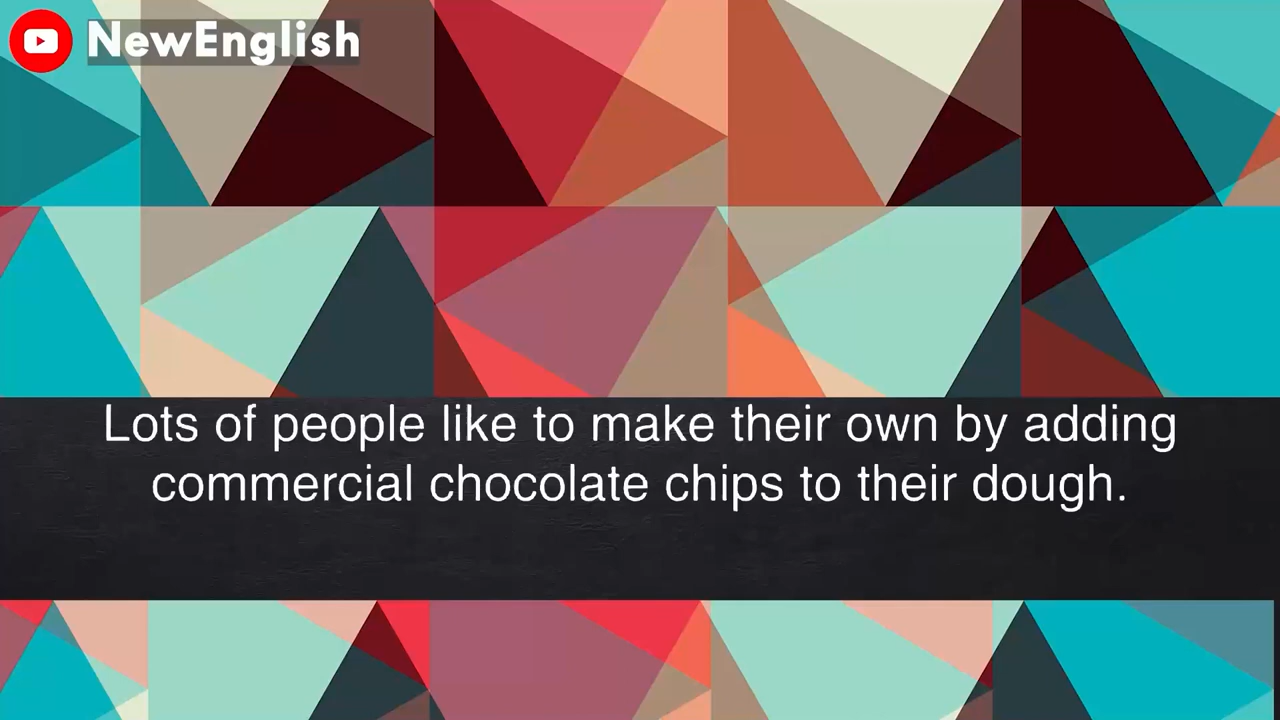 NewEnglish
Lots of people like to make their own by adding
commercial chocolate chips to their dough.